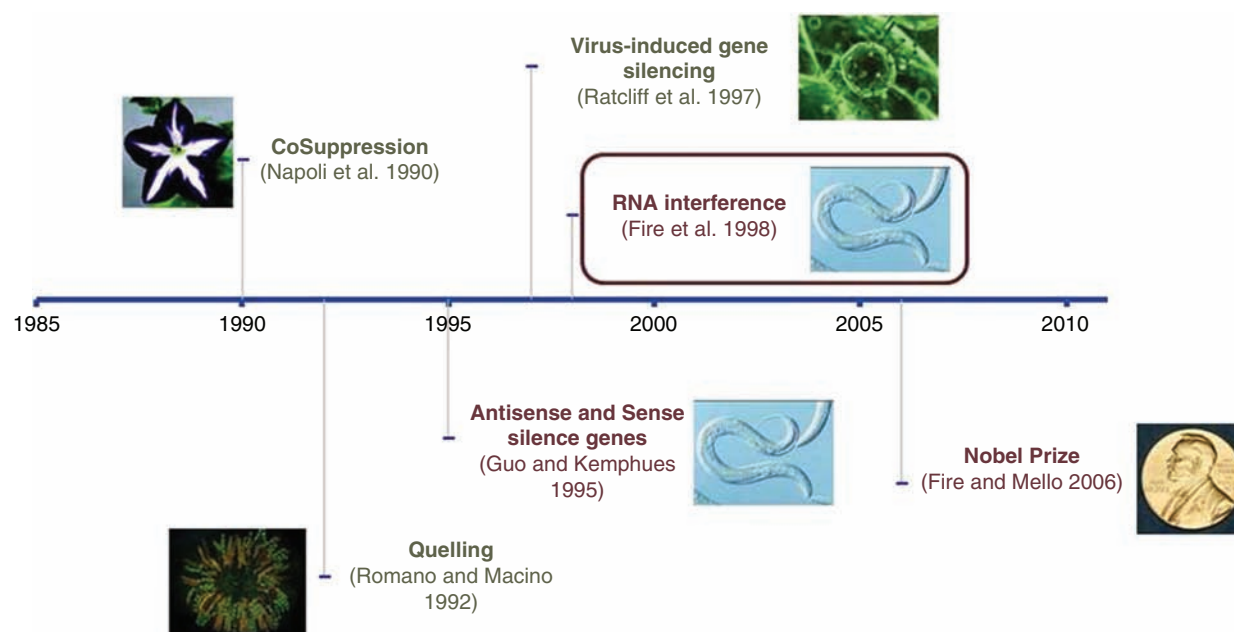 Virus-induced gene
silencing
(Ratcliff et al. 1997)
CoSuppression
(Napoli et al. 1990)
RNA interference
(Fire et al. 1998)
1985
1990
1995
2000
2005
2010
Antisense and Sense
silence genes
(Guo and Kemphues
1995)
Nobel Prize
(Fire and Mello 2006)
Quelling
(Romano and Macino
1992)